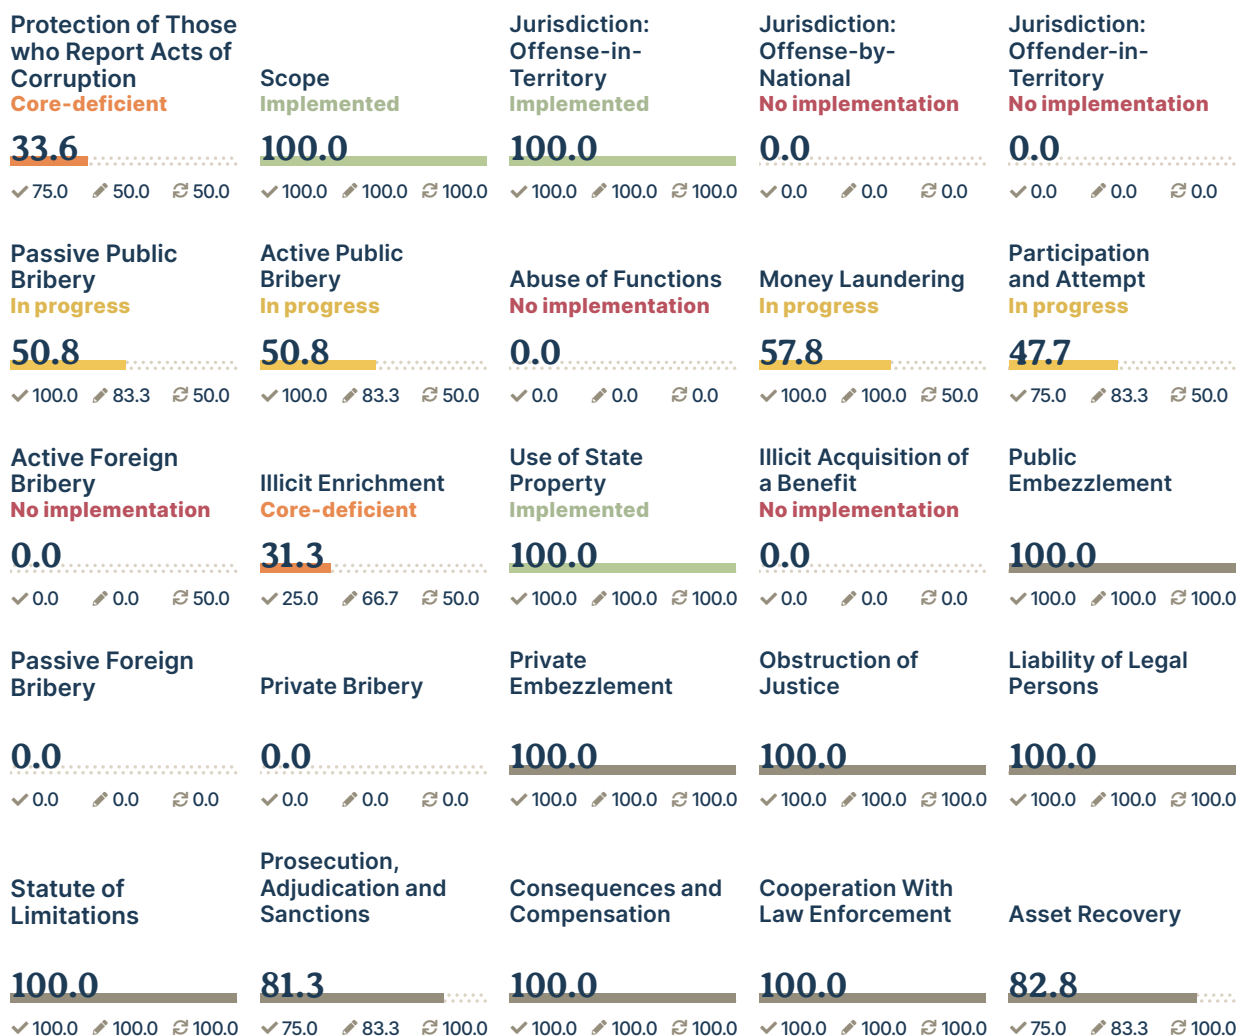 Protection of Those
who Report Acts of
Corruption
Core-deficient
33.6
75.0 50.0 50.0
Scope
Implemented
100.0
100.0 100.0 100.0
Jurisdiction:
Offense-in-
Territory
Implemented
100.0
100.0 100.0 100.0
Jurisdiction:
Offense-by-
National
No implementation
0.0
0.0 0.0 0.0
Jurisdiction:
Offender-in-
Territory
No implementation
0.0
0.0 0.0 0.0
Passive Public
Bribery
In progress
50.8
100.0 83.3 50.0
Active Public
Bribery
In progress
50.8
100.0 83.3 50.0
Abuse of Functions
No implementation
0.0
0.0 0.0 0.0
Money Laundering
In progress
57.8
100.0 100.0 50.0
Participation
and Attempt
In progress
47.7
75.0 83.3 50.0
Active Foreign
Bribery
No implementation
0.0
0.0 0.0 50.0
Illicit Enrichment
Core-deficient
31.3
25.0 66.7 50.0
Use of State
Property
Implemented
100.0
100.0 100.0 100.0
Illicit Acquisition of
a Benefit
No implementation
0.0
0.0 0.0 0.0
Public
Embezzlement
100.0
100.0 100.0 100.0
Passive Foreign
Bribery
0.0
0.0 0.0 0.0
Private Bribery
0.0
0.0 0.0 0.0
Private
Embezzlement
100.0
100.0 100.0 100.0
Obstruction of
Justice
100.0
100.0 100.0 100.0
Liability of Legal
Persons
100.0
100.0 100.0 100.0
Statute of
Limitations
100.0
100.0 100.0 100.0
Prosecution,
Adjudication and
Sanctions
81.3
75.0 83.3 100.0
Consequences and
Compensation
100.0
100.0 100.0 100.0
Cooperation With
Law Enforcement
100.0
100.0 100.0 100.0
Asset Recovery
82.8
75.0 83.3 100.0